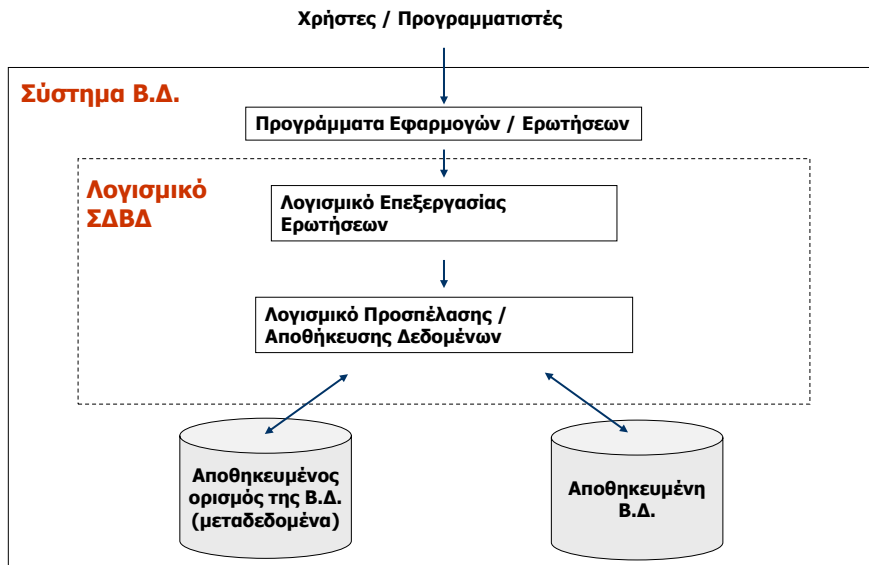 Χρήστες / Προγραμματιστές
Σύστημα Β.Δ.
Προγράμματα Εφαρμογών / Ερωτήσεων
Λογισμικό
ΣΔΒΔ
Λογισμικό Επεξεργασίας
Ερωτήσεων
Λογισμικό Προσπέλασης /
Αποθήκευσης Δεδομένων
Αποθηκευμένος
ορισμός της Β.Δ.
(μεταδεδομένα)
Αποθηκευμένη
Β.Δ.